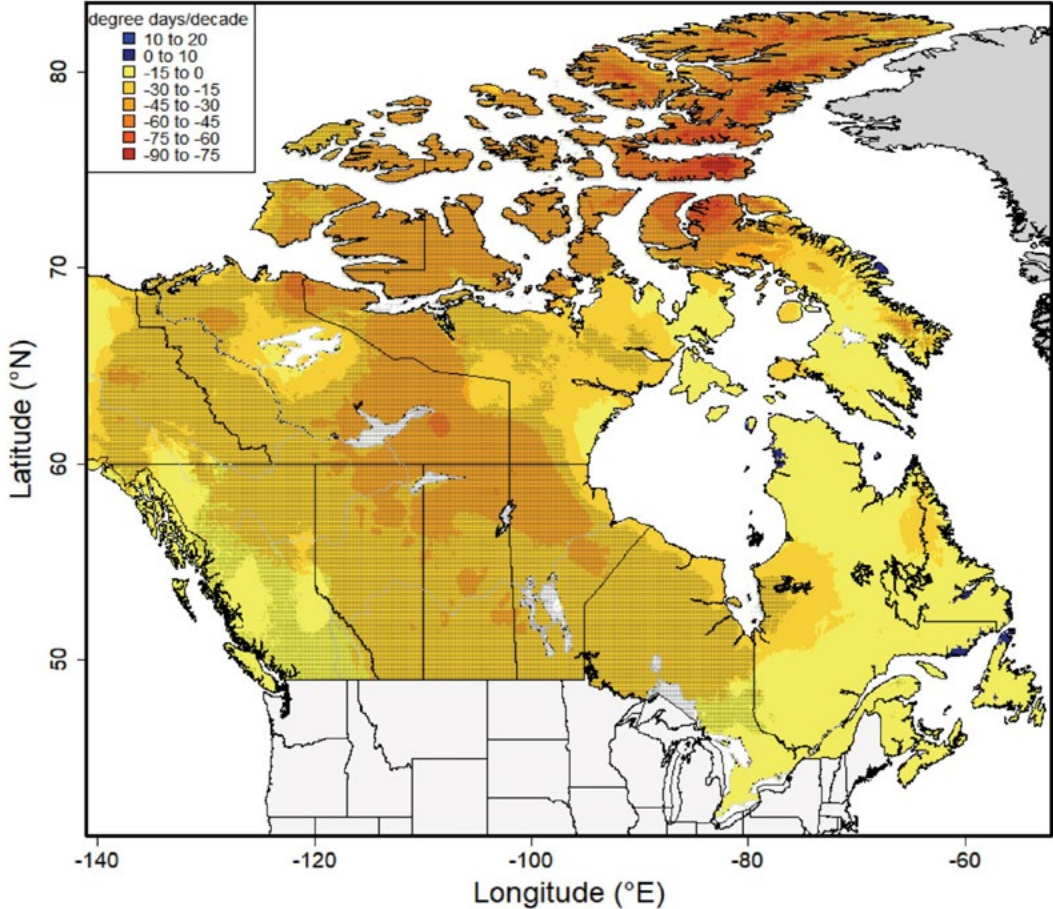 degree days/decade
10 to 20
0 to 10
-15 to 0
-30 to -15
-45 to -30
-60 to -45
-75 to -60
-90 to -75
80
70
60
50
Latitude (°N)
-140
-120
-100
-80
-60
Longitude (°E)